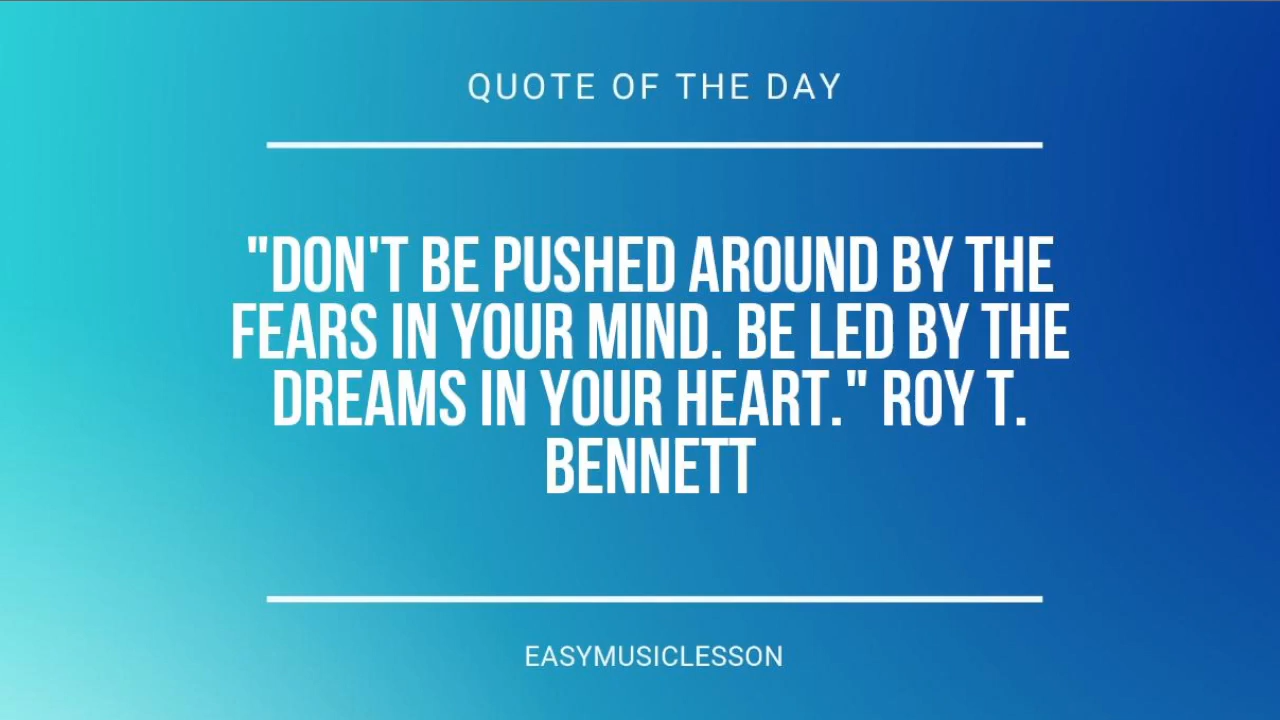 QUOTE OF THE DAY
"DON'T BE PUSHED AROUND BY THE
FEARS IN YOUR MIND. BE LED BY THE
DREAMS IN YOUR HEART." ROY T.
BENNETT
EASYMUSICLESSON